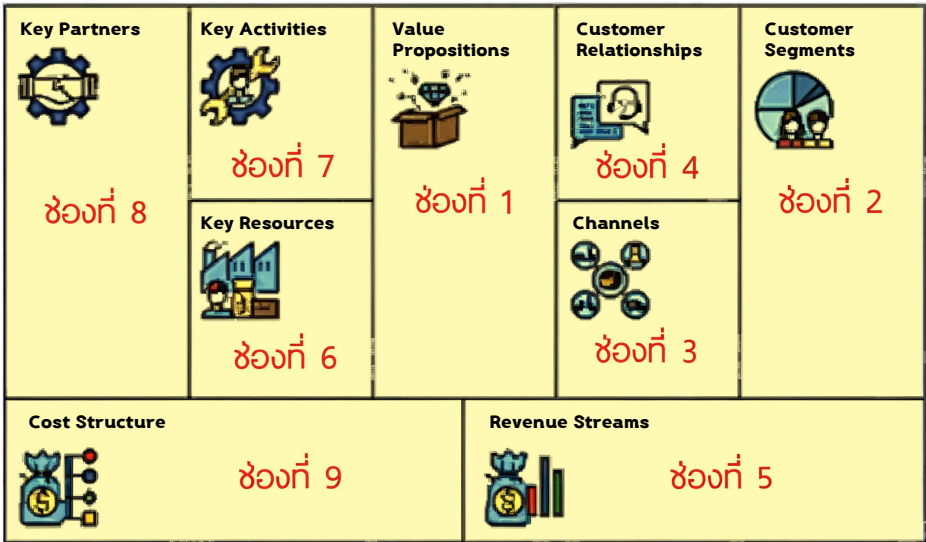 Key Partners
ช่องที่ 8
Key Activities
ช่องที่ 7
Key Resources
ช่องที่ 6
Value
Propositions
ช่องที่ 1
Customer
Relationships
ช่องที่ 4
Channels
ช่องที่ 3
Customer
Segments
ช่องที่ 2
Cost Structure
ช่องที่ 9
Revenue Streams
ช่องที่ 5